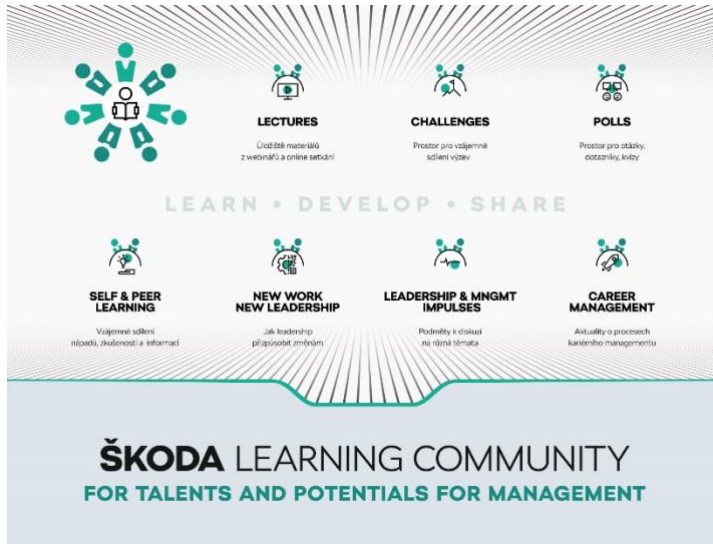 LECTURES
Úložiště materiálů
z webinářů a online setkání
CHALLENGES
Prostor pro vzájemné
sdílení výzev
POLLS
Prostor pro otázky,
dotazníky, kvízy
LEARN • DEVELOP • SHARE
SELF & PEER
LEARNING
Vzájemné sdílení
nápadů, zkušeností a informací
NEW WORK
NEW LEADERSHIP
Jak leadership
přizpůsobit změnám
LEADERSHIP & MNGMT
IMPULSES
Podměty k diskuzi
na různá témata
CAREER
MANAGEMENT
Aktuality o procesech
kariérního managementu
ŠKODA LEARNING COMMUNITY
FOR TALENTS AND POTENTIALS FOR MANAGEMENT